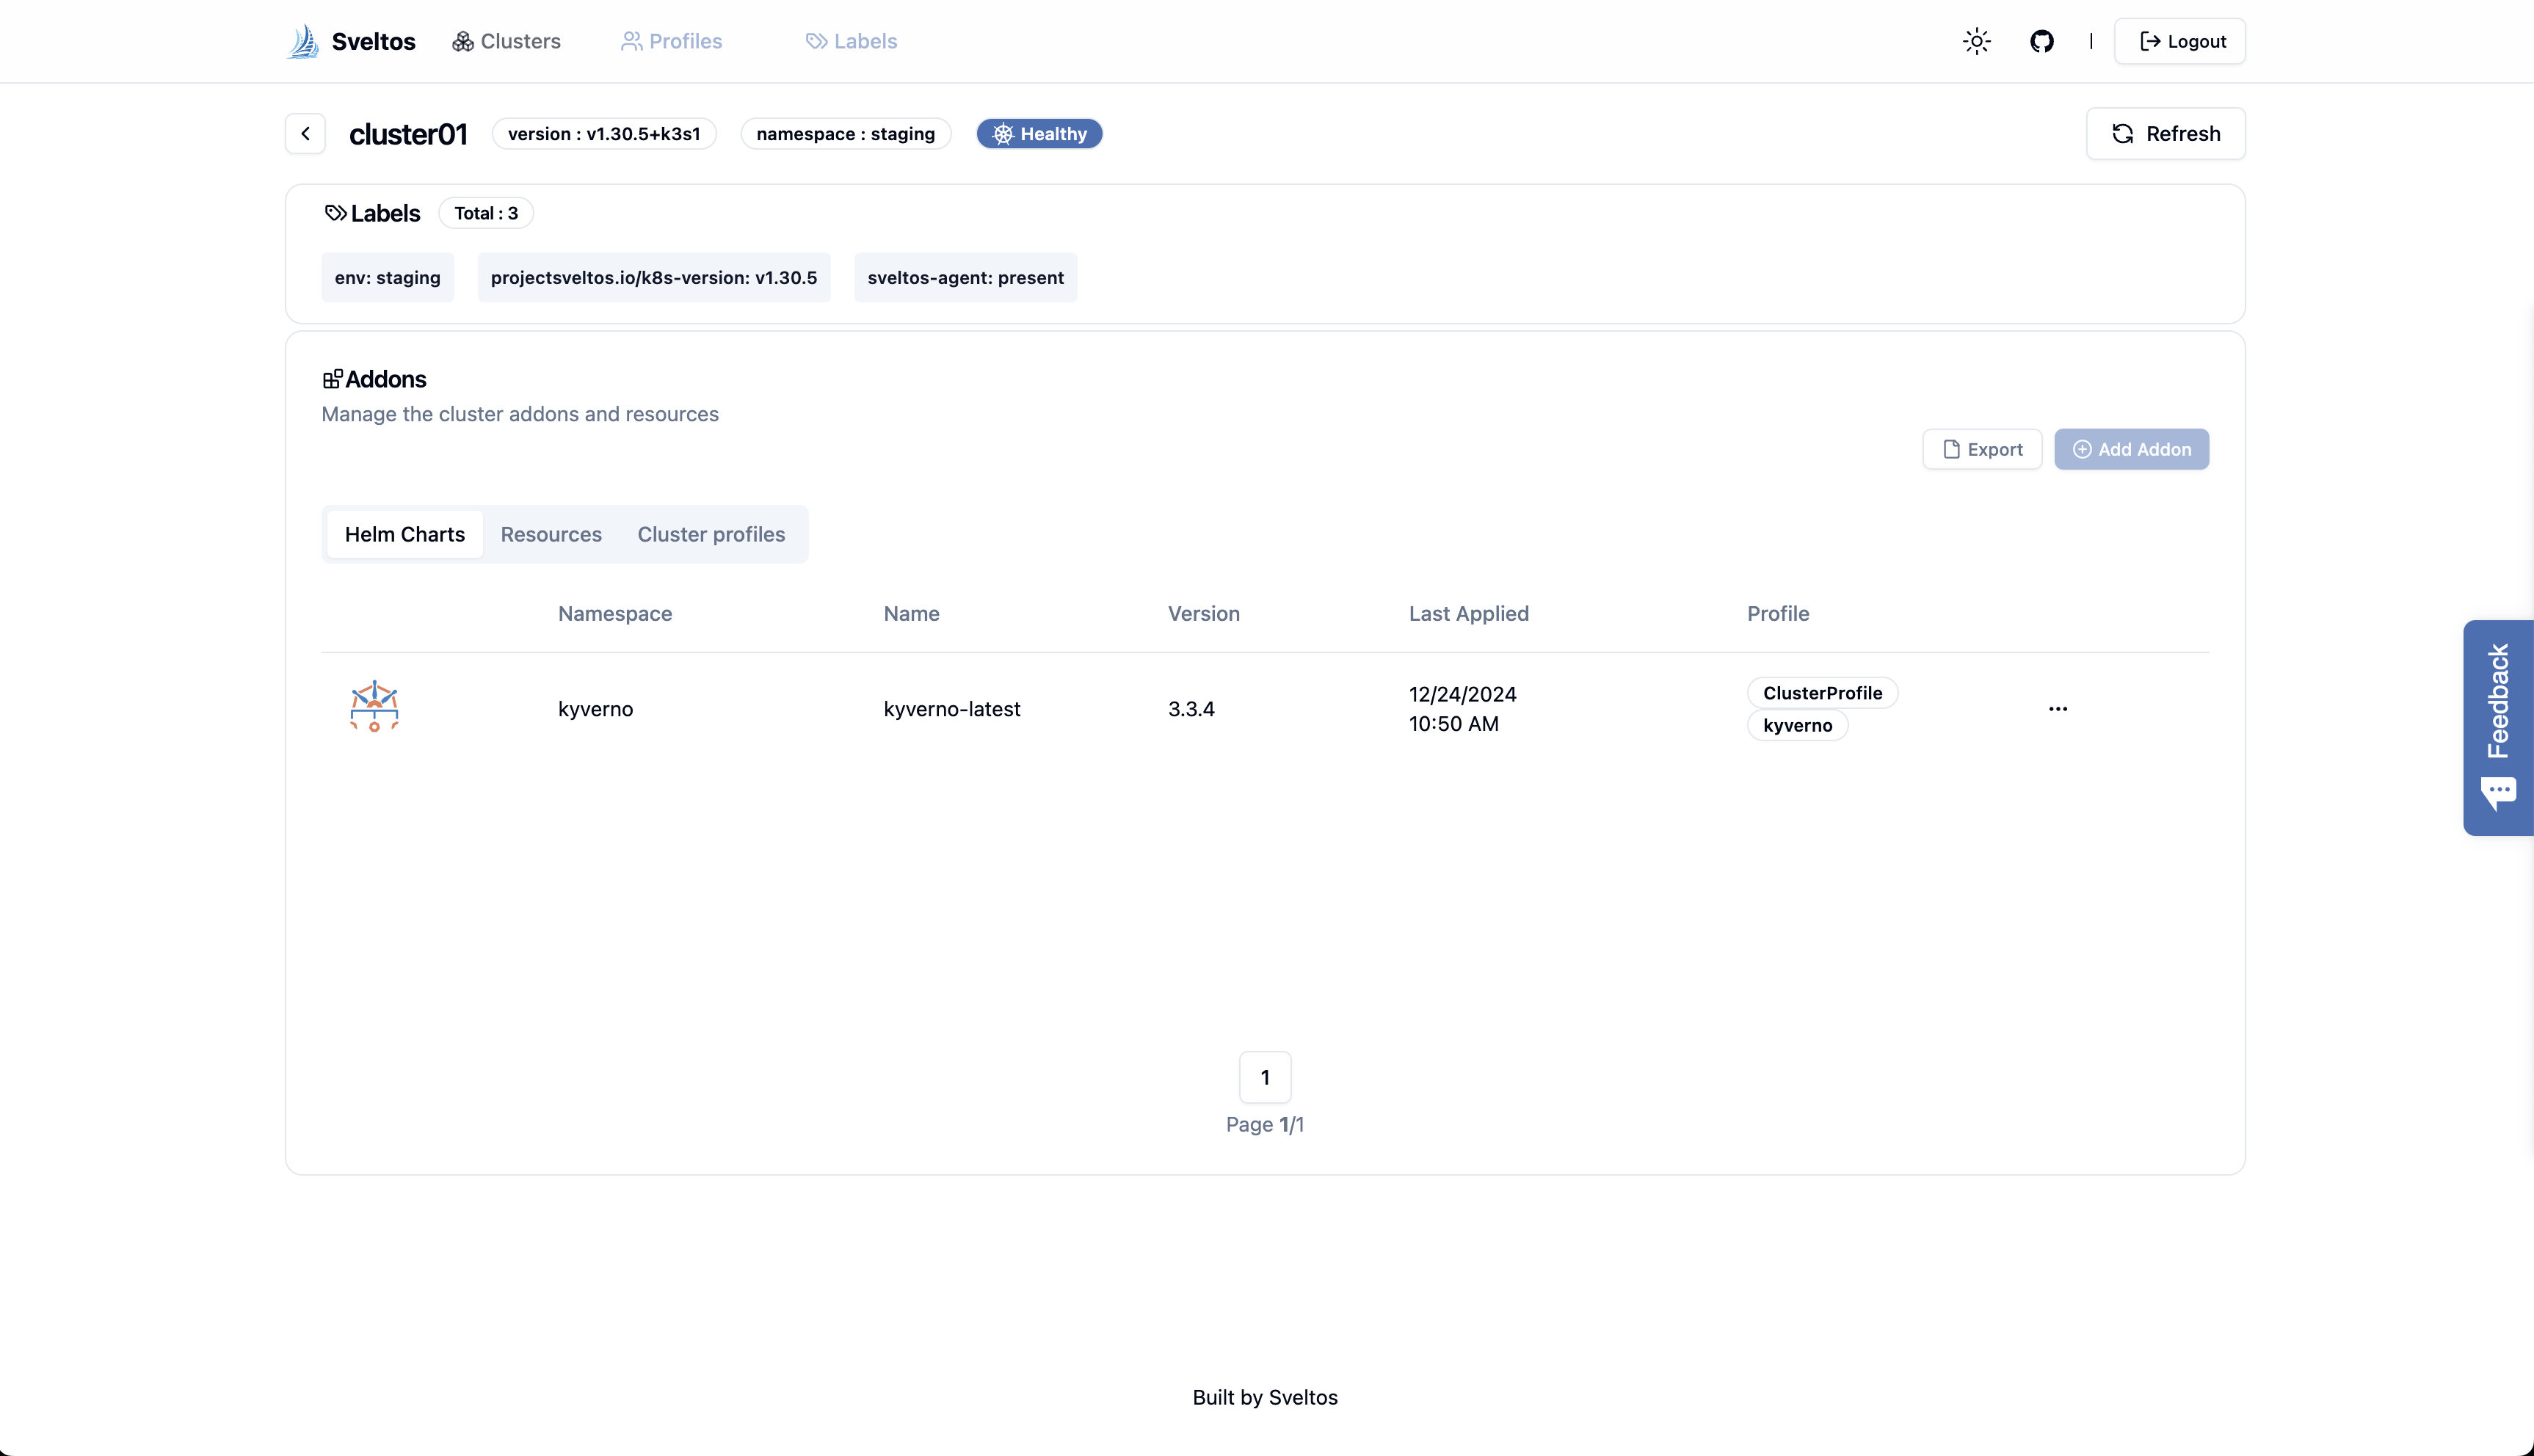 Sveltos Clusters Profiles Labels Logout
cluster01 version : v1.30.5+k3s1 namespace : staging Healthy Refresh
Labels Total : 3
env: staging projectsveltos.io/k8s-version: v1.30.5 sveltos-agent: present
Addons
Manage the cluster addons and resources
Export Add Addon
Helm Charts Resources Cluster profiles
Namespace Name Version Last Applied Profile
kyverno kyverno-latest 3.3.4 12/24/2024 ClusterProfile
10:50 AM kyverno
Feedback
1
Page 1/1
Built by Sveltos